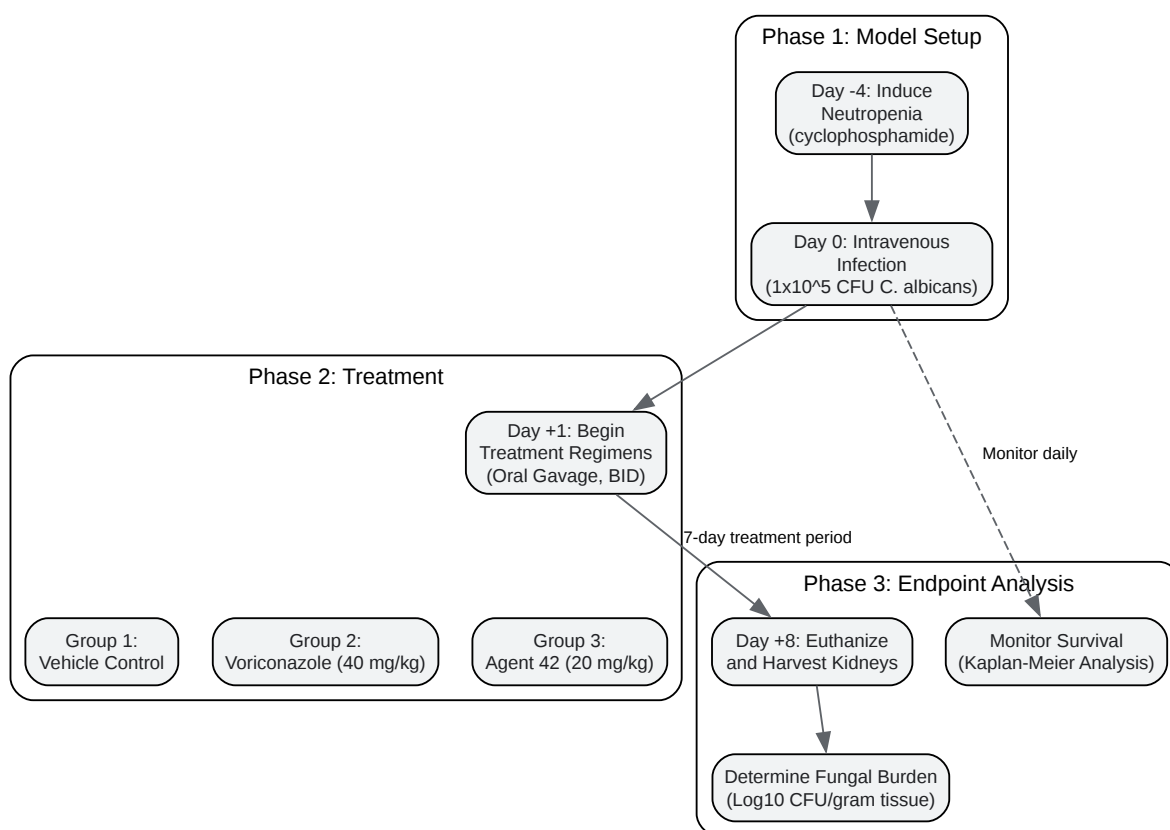 Phase 1: Model Setup
Day -4: Induce
Neutropenia
(cyclophosphamide)
Day 0: Intravenous
Infection
(1x10^5 CFU C. albicans)
Phase 2: Treatment
Day +1: Begin
Treatment Regimens
(Oral Gavage, BID)
Monitor daily
7-day treatment period
Group 1:
Vehicle Control
Group 2:
Voriconazole (40 mg/kg)
Group 3:
Agent 42 (20 mg/kg)
Phase 3: Endpoint Analysis
Day +8: Euthanize
and Harvest Kidneys
Monitor Survival
(Kaplan-Meier Analysis)
Determine Fungal Burden
(Log10 CFU/gram tissue)